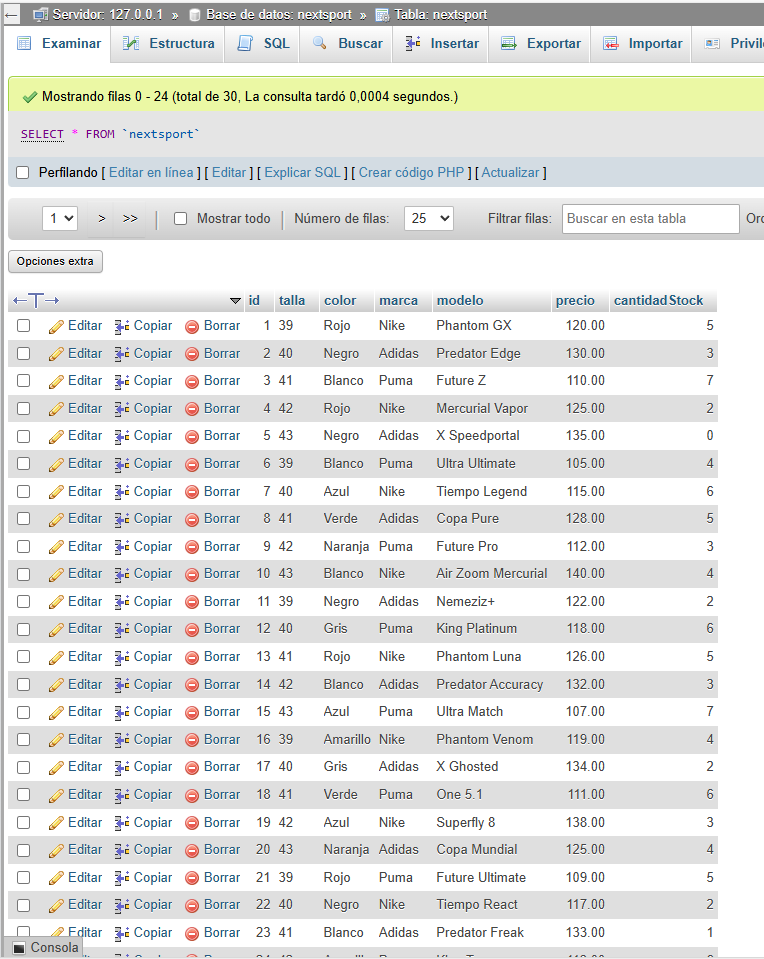 Servidor: 127.0.0.1 » Base de datos: nextsport » Tabla: nextsport
Examinar Estructura SQL Buscar Insertar Exportar Importar Privile
Mostrando filas 0 - 24 (total de 30, La consulta tardó 0,0004 segundos.)
SELECT * FROM `nextsport`
Perfilando [ Editar en línea ] [ Editar ] [ Explicar SQL ] [ Crear código PHP ] [ Actualizar ]
1 > >> | Mostrar todo | Número de filas: 25 Filtrar filas: Buscar en esta tabla Ord
Opciones extra
←T→ id talla color marca modelo precio cantidadStock
Editar Copiar Borrar 1 39 Rojo Nike Phantom GX 120.00 5
Editar Copiar Borrar 2 40 Negro Adidas Predator Edge 130.00 3
Editar Copiar Borrar 3 41 Blanco Puma Future Z 110.00 7
Editar Copiar Borrar 4 42 Rojo Nike Mercurial Vapor 125.00 2
Editar Copiar Borrar 5 43 Negro Adidas X Speedportal 135.00 0
Editar Copiar Borrar 6 39 Blanco Puma Ultra Ultimate 105.00 4
Editar Copiar Borrar 7 40 Azul Nike Tiempo Legend 115.00 6
Editar Copiar Borrar 8 41 Verde Adidas Copa Pure 128.00 5
Editar Copiar Borrar 9 42 Naranja Puma Future Pro 112.00 3
Editar Copiar Borrar 10 43 Blanco Nike Air Zoom Mercurial 140.00 4
Editar Copiar Borrar 11 39 Negro Adidas Nemeziz+ 122.00 2
Editar Copiar Borrar 12 40 Gris Puma King Platinum 118.00 6
Editar Copiar Borrar 13 41 Rojo Nike Phantom Luna 126.00 5
Editar Copiar Borrar 14 42 Blanco Adidas Predator Accuracy 132.00 3
Editar Copiar Borrar 15 43 Azul Puma Ultra Match 107.00 7
Editar Copiar Borrar 16 39 Amarillo Nike Phantom Venom 119.00 4
Editar Copiar Borrar 17 40 Gris Adidas X Ghosted 134.00 2
Editar Copiar Borrar 18 41 Verde Puma One 5.1 111.00 6
Editar Copiar Borrar 19 42 Azul Nike Superfly 8 138.00 3
Editar Copiar Borrar 20 43 Naranja Adidas Copa Mundial 125.00 4
Editar Copiar Borrar 21 39 Rojo Puma Future Ultimate 109.00 5
Editar Copiar Borrar 22 40 Negro Nike Tiempo React 117.00 2
Editar Copiar Borrar 23 41 Blanco Adidas Predator Freak 133.00 1
Consola